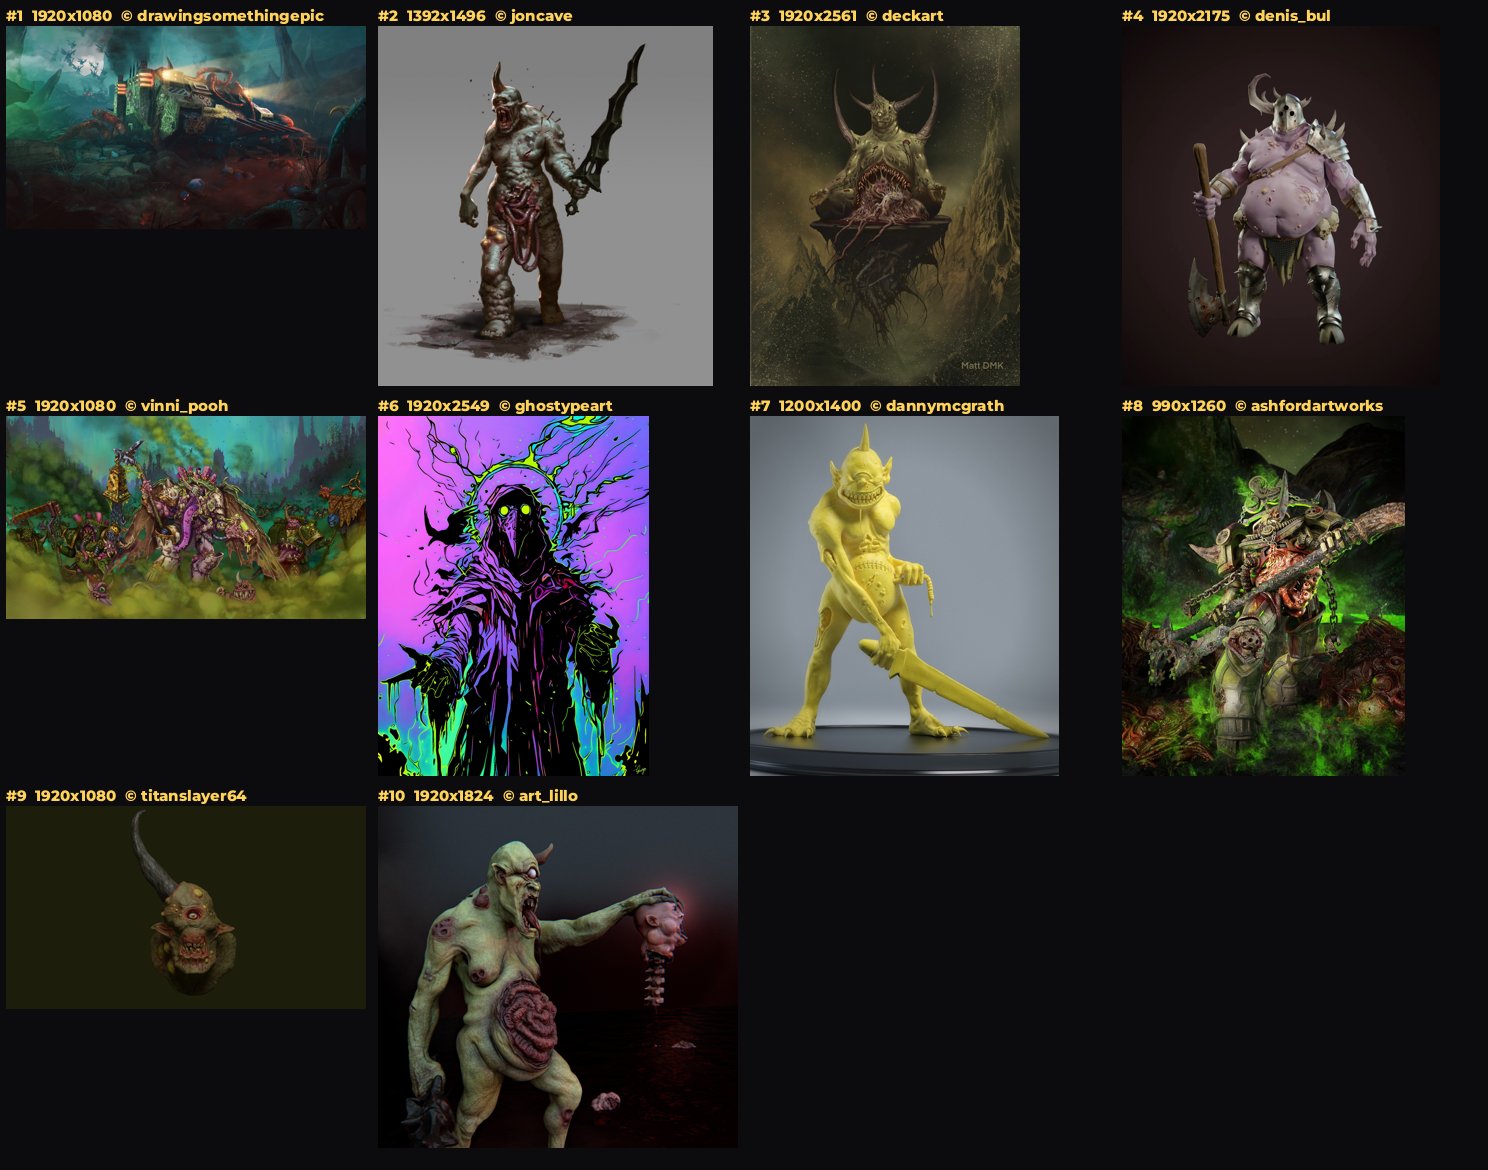 #1 1920x1080 © drawingsomethingepic
#2 1392x1496 © joncave
#3 1920x2561 © deckart
#4 1920x2175 © denis_bul
Matt DMK
#5 1920x1080 © vinni_pooh
#6 1920x2549 © ghostypeart
#7 1200x1400 © dannymcgrath
#8 990x1260 © ashfordartworks
#9 1920x1080 © titanslayer64
#10 1920x1824 © art_lillo